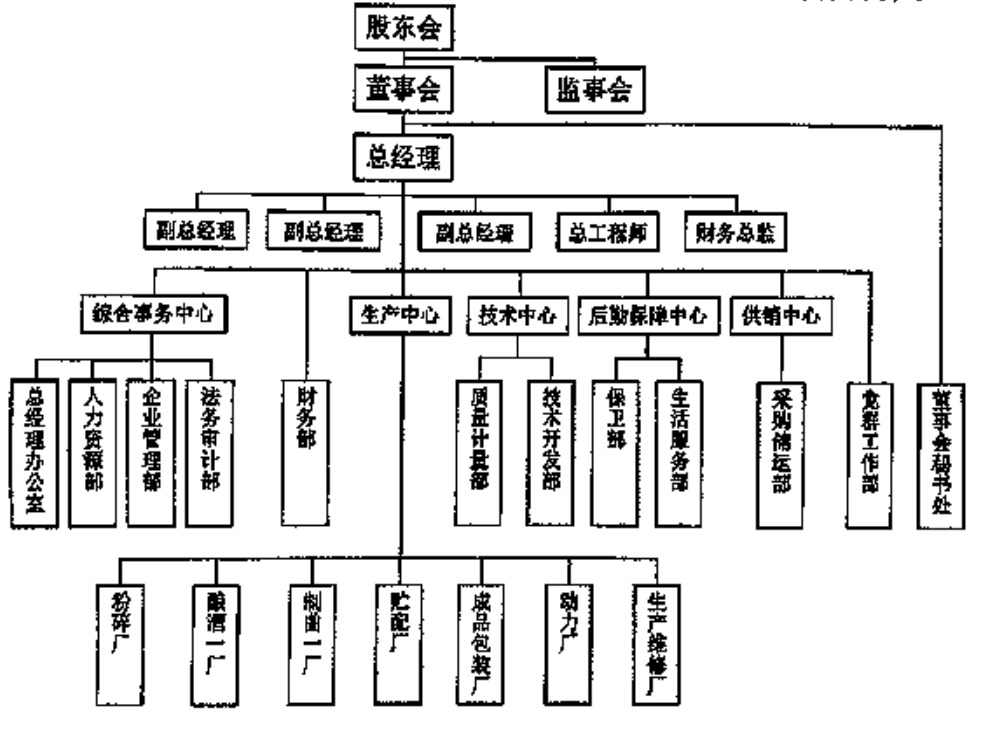 股东会
董事会
监事会
总经理
副总经理
副总经理
副总经理
总工程师
财务总监
综合事务中心
生产中心
技术中心
后勤保障中心
供销中心
总经理办公室
人力资源部
企业管理部
法务审计部
财务部
质量计量部
技术开发部
保卫部
生活服务部
采购储运部
党群工作部
董事会秘书处
粉碎厂
酿酒一厂
制曲一厂
贮配厂
成品包装厂
动力厂
生产维修厂